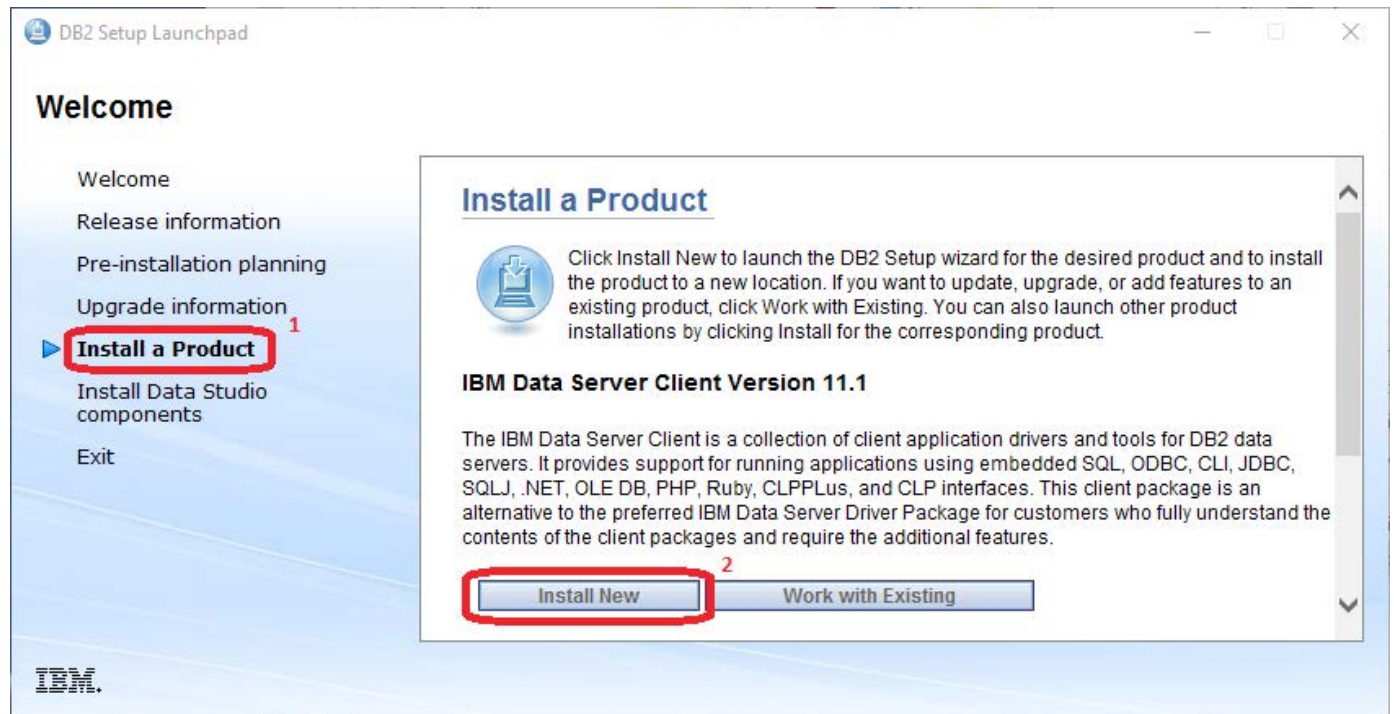 DB2 Setup Launchpad
Welcome
Welcome
Release information
Pre-installation planning
Upgrade information
1
Install a Product
Install Data Studio
components
Exit
IBM.
Install a Product
Click Install New to launch the DB2 Setup wizard for the desired product and to install
the product to a new location. If you want to update, upgrade, or add features to an
existing product, click Work with Existing. You can also launch other product
installations by clicking Install for the corresponding product.
IBM Data Server Client Version 11.1
The IBM Data Server Client is a collection of client application drivers and tools for DB2 data
servers. It provides support for running applications using embedded SQL, ODBC, CLI, JDBC,
SQLJ, .NET, OLE DB, PHP, Ruby, CLPPLus, and CLP interfaces. This client package is an
alternative to the preferred IBM Data Server Driver Package for customers who fully understand the
contents of the client packages and require the additional features.
2
Install New
Work with Existing